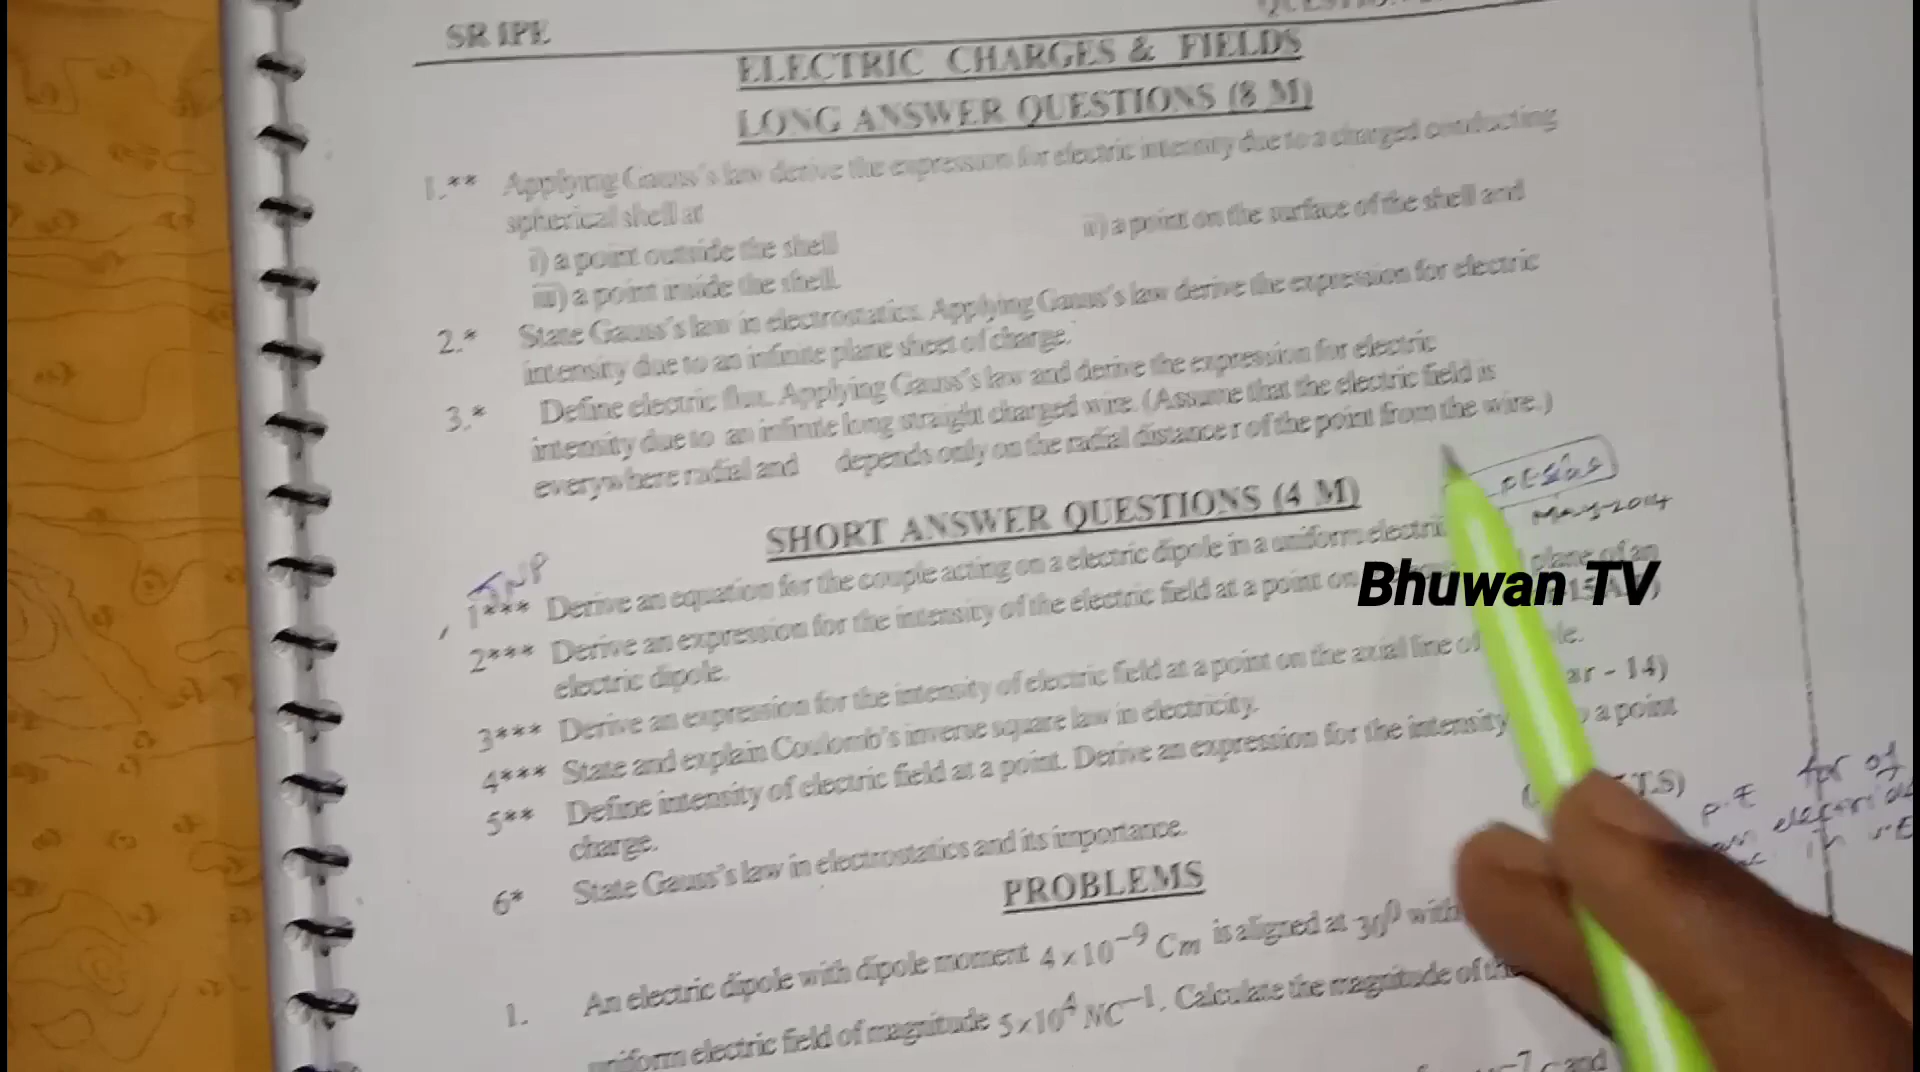 SR IPE
ELECTRIC CHARGES & FIELDS
LONG ANSWER QUESTIONS (8 M)
1.** Applying Gauss's law derive the expression for electric intensity due to a charged conducting
spherical shell at
i) a point outside the shell ii) a point on the surface of the shell and
iii) a point inside the shell.
2.* State Gauss's law in electrostatics. Applying Gauss's law derive the expression for electric
intensity due to an infinite plane sheet of charge.
3.* Define electric flux. Applying Gauss's law and derive the expression for electric
intensity due to an infinite long straight charged wire. (Assume that the electric field is
everywhere radial and depends only on the radial distance r of the point from the wire.)
SHORT ANSWER QUESTIONS (4 M)
May-2014
1*** Derive an equation for the couple acting on a electric dipole in a uniform electric
2*** Derive an expression for the intensity of the electric field at a point on plane of an
electric dipole.
3*** Derive an expression for the intensity of electric field at a point on the axial line of
4*** State and explain Coulomb's inverse square law in electricity. - 14)
5** Define intensity of electric field at a point. Derive an expression for the intensity a point
charge. T.S)
6* State Gauss's law in electrostatics and its importance.
PROBLEMS
1. An electric dipole with dipole moment 4×10⁻⁹ Cm is aligned at 30⁰ with
uniform electric field of magnitude 5×10⁴ NC⁻¹. Calculate the magnitude of the
and
Bhuwan TV